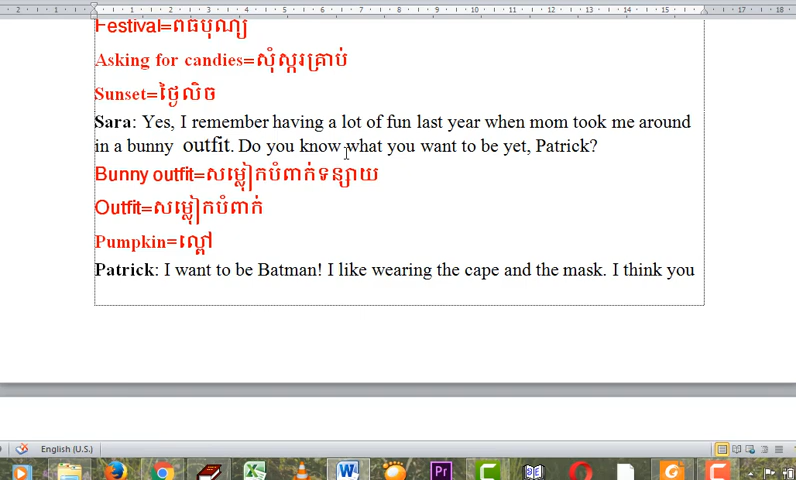 Festival=ពិធីបុណ្យ
Asking for candies=សុំស្ករគ្រាប់
Sunset=ថ្ងៃលិច
Sara: Yes, I remember having a lot of fun last year when mom took me around
in a bunny outfit. Do you know what you want to be yet, Patrick?
Bunny outfit=សម្លៀកបំពាក់ទន្សាយ
Outfit=សម្លៀកបំពាក់
Pumpkin=ល្ពៅ
Patrick: I want to be Batman! I like wearing the cape and the mask. I think you
English (U.S.)